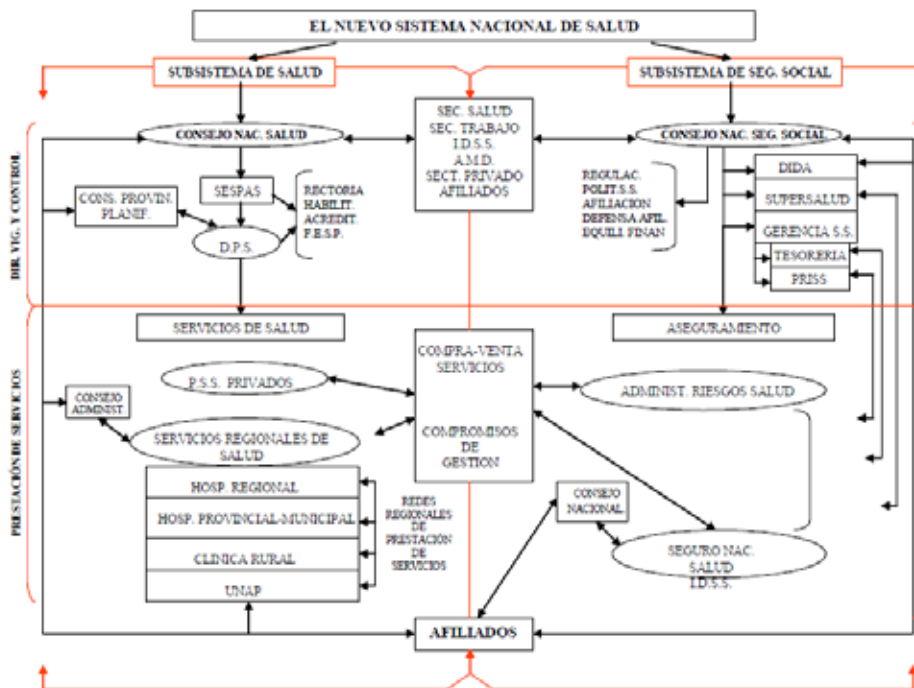 EL NUEVO SISTEMA NACIONAL DE SALUD
SUBSISTEMA DE SALUD
SUBSISTEMA DE SEG. SOCIAL
DIR. VIG. Y CONTROL
CONSEJO NAC. SALUD
SEC. SALUD
SEC. TRABAJO
I.D.S.S.
A.M.D.
SECT. PRIVADO
AFILIADOS
CONSEJO NAC. SEG. SOCIAL
CONS. PROVIN.
PLANIF.
SESPAS
D.P.S.
RECTORIA
HABILIT.
ACREDIT.
F.E.S.P.
REGULAC.
POLIT.S.S.
AFILIACION
DEFENSA AFIL.
EQUILI. FINAN
DIDA
SUPERSALUD
GERENCIA S.S.
TESORERIA
PRISS
PRESTACIÓN DE SERVICIOS
SERVICIOS DE SALUD
ASEGURAMIENTO
P.S.S. PRIVADOS
COMPRA-VENTA
SERVICIOS
COMPROMISOS
DE
GESTION
ADMINIST. RIESGOS SALUD
CONSEJO
ADMINIST.
SERVICIOS REGIONALES DE
SALUD
HOSP. REGIONAL
HOSP. PROVINCIAL-MUNICIPAL
CLINICA RURAL
UNAP
REDES
REGIONALES
DE
PRESTACIÓN
DE
SERVICIOS
CONSEJO
NACIONAL
SEGURO NAC.
SALUD
I.D.S.S.
AFILIADOS